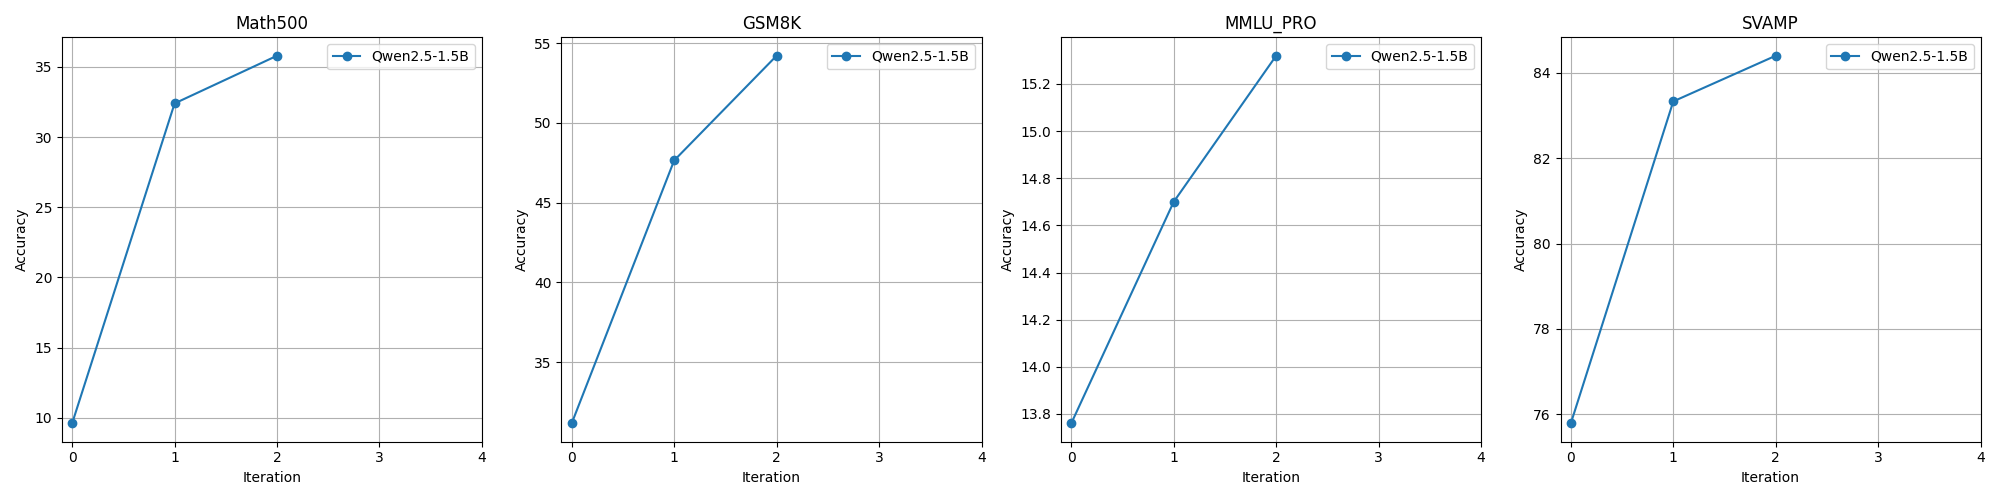 Math500
Qwen2.5-1.5B
35
30
25
20
15
10
Accuracy
0 1 2 3 4
Iteration
GSM8K
Qwen2.5-1.5B
55
50
45
40
35
Accuracy
0 1 2 3 4
Iteration
MMLU_PRO
Qwen2.5-1.5B
15.2
15.0
14.8
14.6
14.4
14.2
14.0
13.8
Accuracy
0 1 2 3 4
Iteration
SVAMP
Qwen2.5-1.5B
84
82
80
78
76
Accuracy
0 1 2 3 4
Iteration